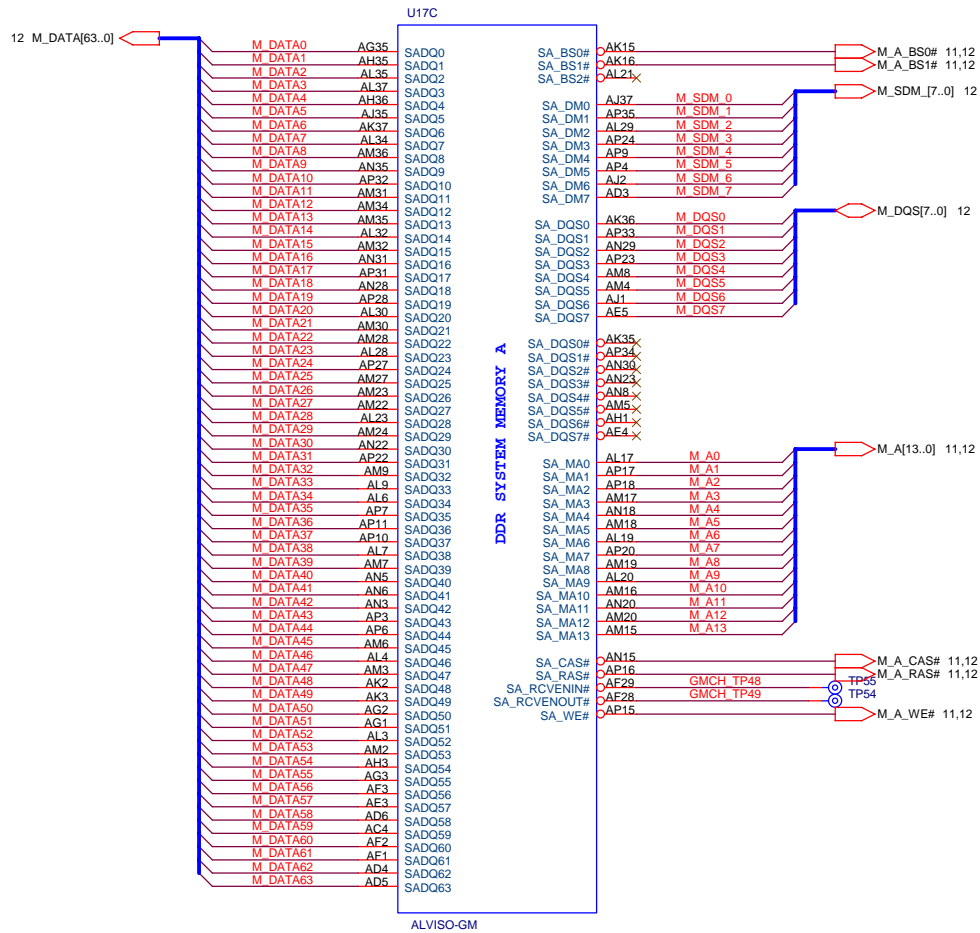 U17C
12 M_DATA[63..0]
M_DATA0 AG35 SADQ0 SA_BS0# AK15 M_A_BS0# 11,12
M_DATA1 AH35 SADQ1 SA_BS1# AK16 M_A_BS1# 11,12
M_DATA2 AL35 SADQ2 SA_BS2# AL21
M_DATA3 AL37 SADQ3 M_SDM_[7..0] 12
M_DATA4 AH36 SADQ4 SA_DM0 AJ37 M_SDM_0
M_DATA5 AJ35 SADQ5 SA_DM1 AP35 M_SDM_1
M_DATA6 AK37 SADQ6 SA_DM2 AL29 M_SDM_2
M_DATA7 AL34 SADQ7 SA_DM3 AP24 M_SDM_3
M_DATA8 AM36 SADQ8 SA_DM4 AP9 M_SDM_4
M_DATA9 AN35 SADQ9 SA_DM5 AP4 M_SDM_5
M_DATA10 AP32 SADQ10 SA_DM6 AJ2 M_SDM_6
M_DATA11 AM31 SADQ11 SA_DM7 AD3 M_SDM_7
M_DATA12 AM34 SADQ12 M_DQS[7..0] 12
M_DATA13 AM35 SADQ13 SA_DQS0 AK36 M_DQS0
M_DATA14 AL32 SADQ14 SA_DQS1 AP33 M_DQS1
M_DATA15 AM32 SADQ15 SA_DQS2 AN29 M_DQS2
M_DATA16 AN31 SADQ16 SA_DQS3 AP23 M_DQS3
M_DATA17 AP31 SADQ17 SA_DQS4 AM8 M_DQS4
M_DATA18 AN28 SADQ18 SA_DQS5 AM4 M_DQS5
M_DATA19 AP28 SADQ19 SA_DQS6 AJ1 M_DQS6
M_DATA20 AL30 SADQ20 SA_DQS7 AE5 M_DQS7
M_DATA21 AM30 SADQ21
M_DATA22 AM28 SADQ22 SA_DQS0# AK35
M_DATA23 AL28 SADQ23 SA_DQS1# AP34
M_DATA24 AP27 SADQ24 SA_DQS2# AN30
M_DATA25 AM27 SADQ25 SA_DQS3# AN23
M_DATA26 AM23 SADQ26 SA_DQS4# AN8
M_DATA27 AM22 SADQ27 SA_DQS5# AM5
M_DATA28 AL23 SADQ28 SA_DQS6# AH1
M_DATA29 AM24 SADQ29 SA_DQS7# AE4
M_DATA30 AN22 SADQ30 M_A[13..0] 11,12
M_DATA31 AP22 SADQ31 SA_MA0 AL17 M_A0
M_DATA32 AM9 SADQ32 SA_MA1 AP17 M_A1
M_DATA33 AL9 SADQ33 SA_MA2 AP18 M_A2
M_DATA34 AL6 SADQ34 SA_MA3 AM17 M_A3
M_DATA35 AP7 SADQ35 SA_MA4 AN18 M_A4
M_DATA36 AP11 SADQ36 SA_MA5 AM18 M_A5
M_DATA37 AP10 SADQ37 SA_MA6 AL19 M_A6
M_DATA38 AL7 SADQ38 SA_MA7 AP20 M_A7
M_DATA39 AM7 SADQ39 SA_MA8 AM19 M_A8
M_DATA40 AN5 SADQ40 SA_MA9 AL20 M_A9
M_DATA41 AN6 SADQ41 SA_MA10 AM16 M_A10
M_DATA42 AN3 SADQ42 SA_MA11 AN20 M_A11
M_DATA43 AP3 SADQ43 SA_MA12 AM20 M_A12
M_DATA44 AP6 SADQ44 SA_MA13 AM15 M_A13
M_DATA45 AM6 SADQ45
M_DATA46 AL4 SADQ46 SA_CAS# AN15 M_A_CAS# 11,12
M_DATA47 AM3 SADQ47 SA_RAS# AP16 M_A_RAS# 11,12
M_DATA48 AK2 SADQ48 SA_RCVENIN# AF29 GMCH_TP48 TP55
M_DATA49 AK3 SADQ49 SA_RCVENOUT# AF28 GMCH_TP49 TP54
M_DATA50 AG2 SADQ50 SA_WE# AP15 M_A_WE# 11,12
M_DATA51 AG1 SADQ51
M_DATA52 AL3 SADQ52
M_DATA53 AM2 SADQ53
M_DATA54 AH3 SADQ54
M_DATA55 AG3 SADQ55
M_DATA56 AF3 SADQ56
M_DATA57 AE3 SADQ57
M_DATA58 AD6 SADQ58
M_DATA59 AC4 SADQ59
M_DATA60 AF2 SADQ60
M_DATA61 AF1 SADQ61
M_DATA62 AD4 SADQ62
M_DATA63 AD5 SADQ63
DDR SYSTEM MEMORY A
ALVISO-GM